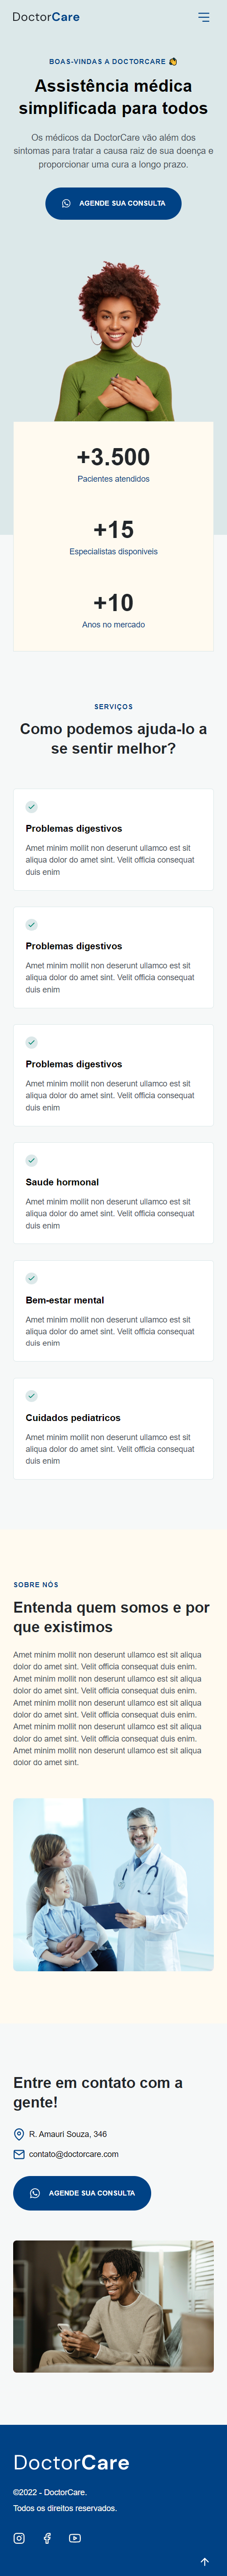 DoctorCare
BOAS-VINDAS A DOCTORCARE 👋
Assistência médica
simplificada para todos
Os médicos da DoctorCare vão além dos
sintomas para tratar a causa raiz de sua doença e
proporcionar uma cura a longo prazo.
AGENDE SUA CONSULTA
+3.500
Pacientes atendidos
+15
Especialistas disponiveis
+10
Anos no mercado
SERVIÇOS
Como podemos ajuda-lo a
se sentir melhor?
Problemas digestivos
Amet minim mollit non deserunt ullamco est sit
aliqua dolor do amet sint. Velit officia consequat
duis enim
Problemas digestivos
Amet minim mollit non deserunt ullamco est sit
aliqua dolor do amet sint. Velit officia consequat
duis enim
Problemas digestivos
Amet minim mollit non deserunt ullamco est sit
aliqua dolor do amet sint. Velit officia consequat
duis enim
Saude hormonal
Amet minim mollit non deserunt ullamco est sit
aliqua dolor do amet sint. Velit officia consequat
duis enim
Bem-estar mental
Amet minim mollit non deserunt ullamco est sit
aliqua dolor do amet sint. Velit officia consequat
duis enim
Cuidados pediatricos
Amet minim mollit non deserunt ullamco est sit
aliqua dolor do amet sint. Velit officia consequat
duis enim
SOBRE NÓS
Entenda quem somos e por
que existimos
Amet minim mollit non deserunt ullamco est sit aliqua
dolor do amet sint. Velit officia consequat duis enim.
Amet minim mollit non deserunt ullamco est sit aliqua
dolor do amet sint. Velit officia consequat duis enim.
Amet minim mollit non deserunt ullamco est sit aliqua
dolor do amet sint. Velit officia consequat duis enim.
Amet minim mollit non deserunt ullamco est sit aliqua
dolor do amet sint. Velit officia consequat duis enim.
Amet minim mollit non deserunt ullamco est sit aliqua
dolor do amet sint.
Entre em contato com a
gente!
R. Amauri Souza, 346
contato@doctorcare.com
AGENDE SUA CONSULTA
DoctorCare
©2022 - DoctorCare.
Todos os direitos reservados.